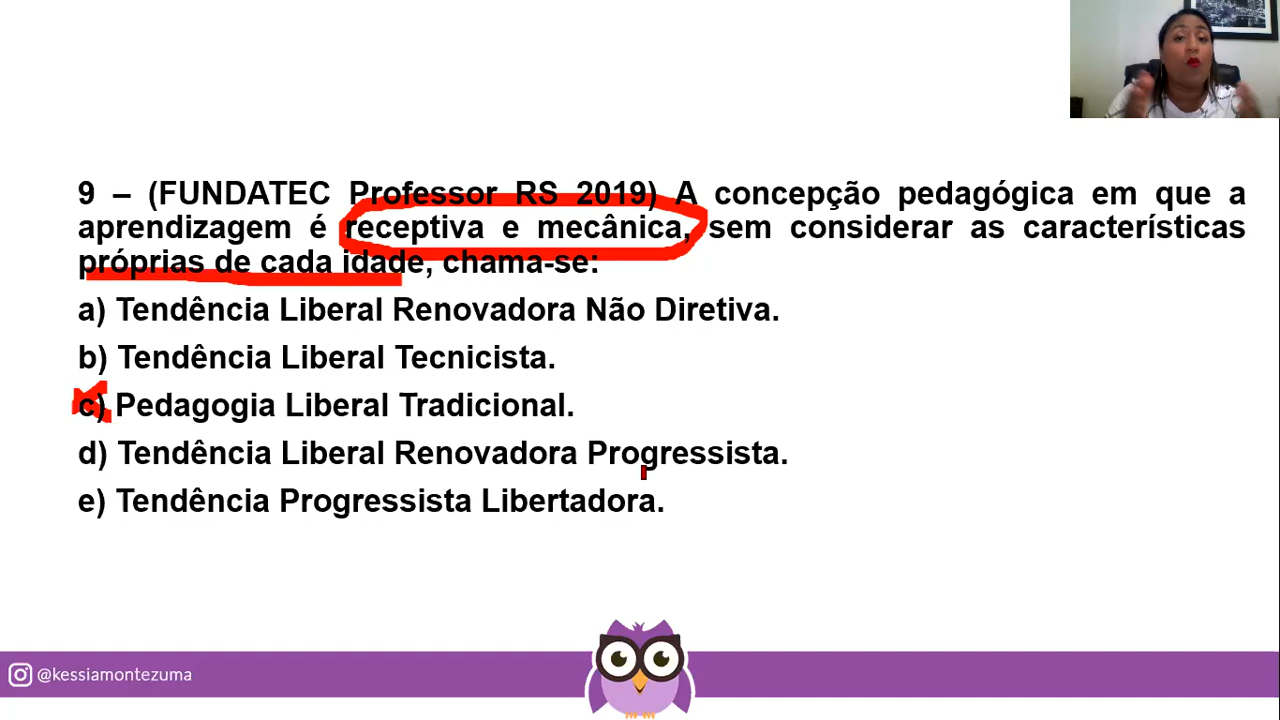 9 – (FUNDATEC Professor RS 2019) A concepção pedagógica em que a
aprendizagem é receptiva e mecânica, sem considerar as características
próprias de cada idade, chama-se:
a) Tendência Liberal Renovadora Não Diretiva.
b) Tendência Liberal Tecnicista.
c) Pedagogia Liberal Tradicional.
d) Tendência Liberal Renovadora Progressista.
e) Tendência Progressista Libertadora.
@kessiamontezuma